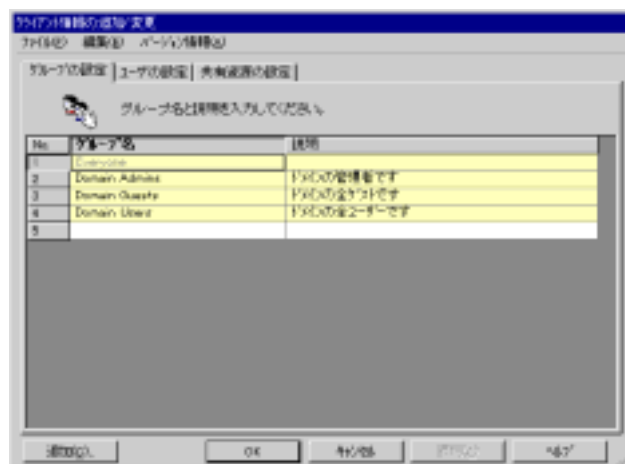 クライアント情報の追加/変更
ファイル(F) 編集(E) バージョン情報(A)
グループの設定 ユーザの設定 共有資源の設定
グループ名と説明を入力してください。
No. グループ名 説明
1 Everyone
2 Domain Admins ドメインの管理者です
3 Domain Guests ドメインの全ゲストです
4 Domain Users ドメインの全ユーザーです
5
OK キャンセル ヘルプ